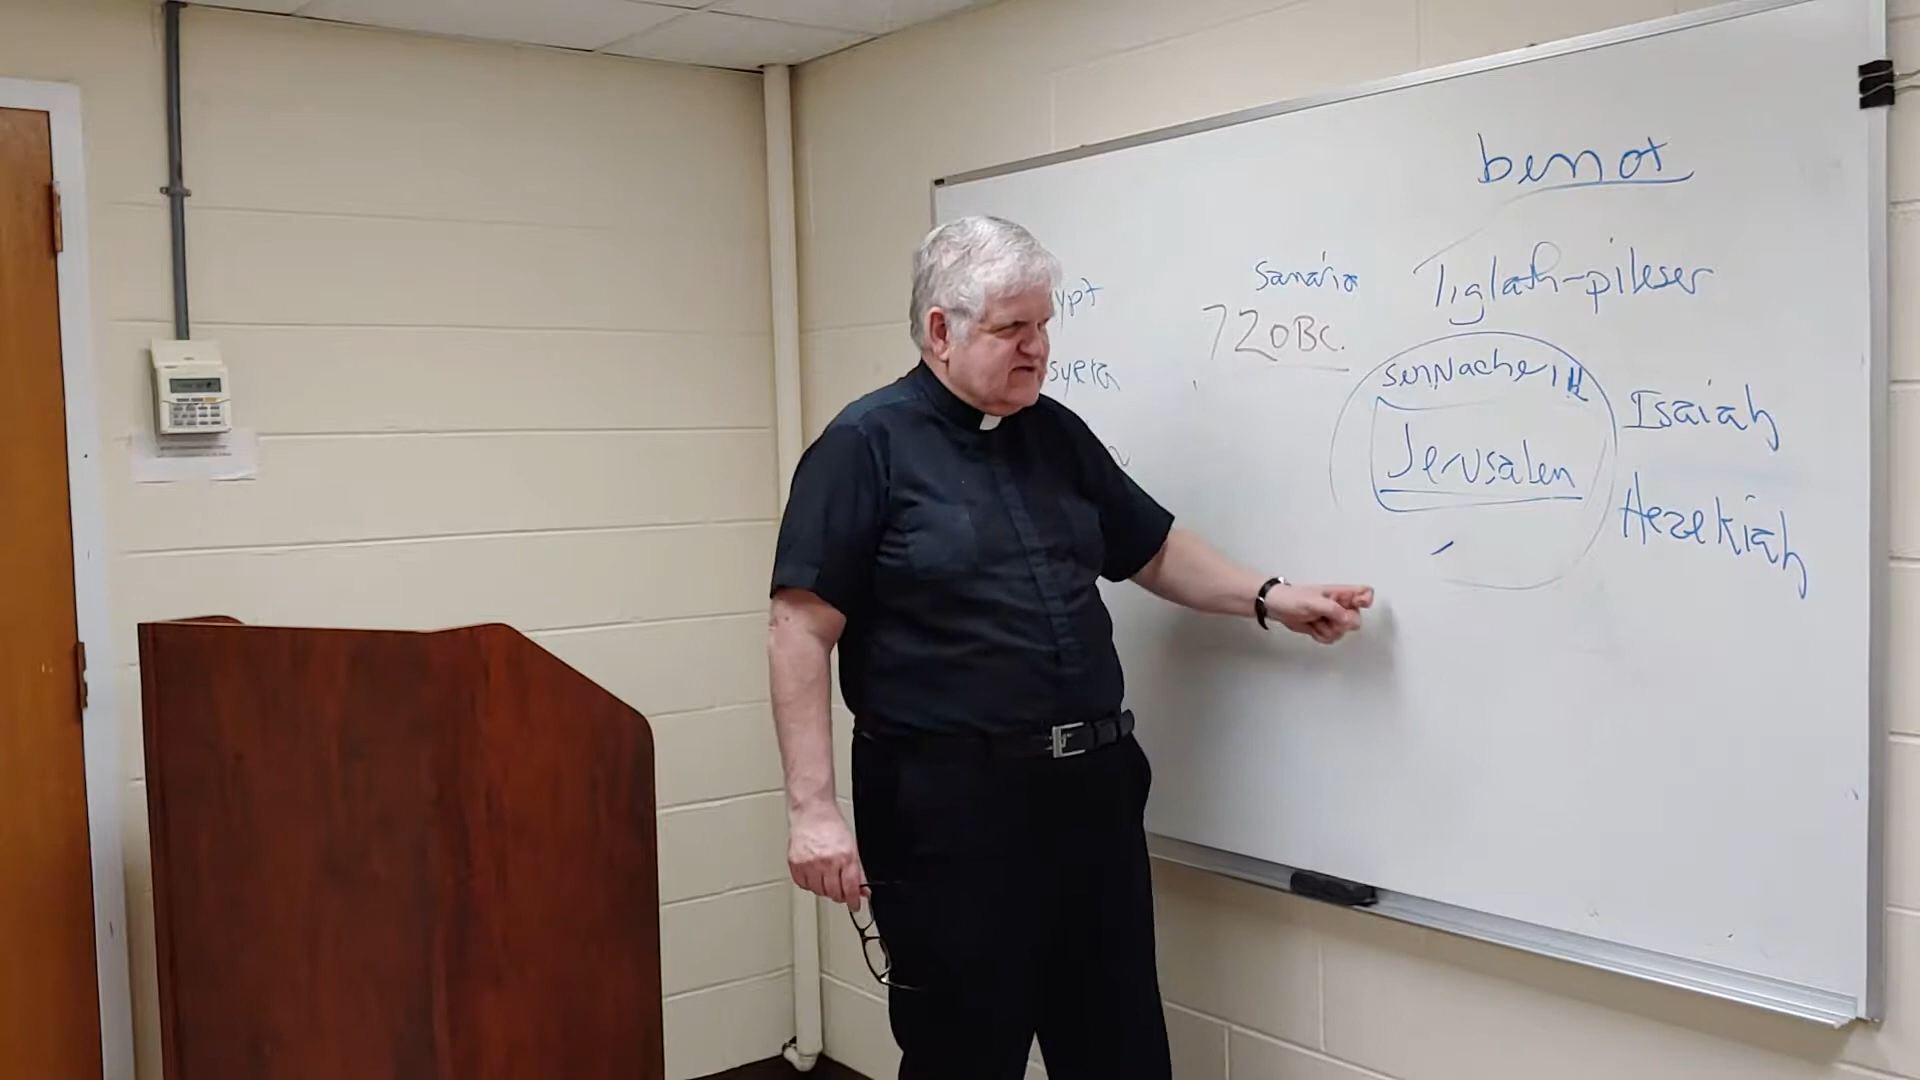 benot
Samaria
Tiglath-pileser
ypt
720BC.
syria
Sennacherib
Isaiah
Jerusalem
Hezekiah